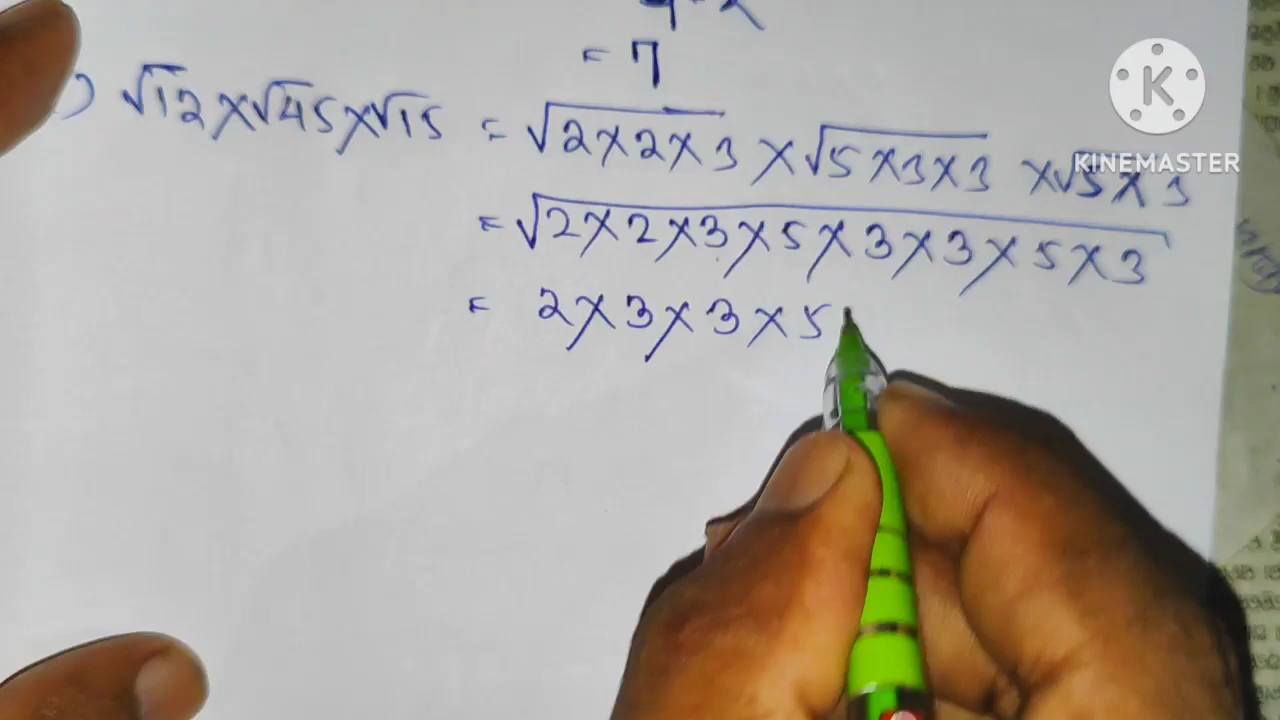 = 7
) √12 × √45 × √15 = √2×2×3 × √5×3×3 × √5×3
= √2×2×3×5×3×3×5×3
= 2×3×3×5
KINEMASTER